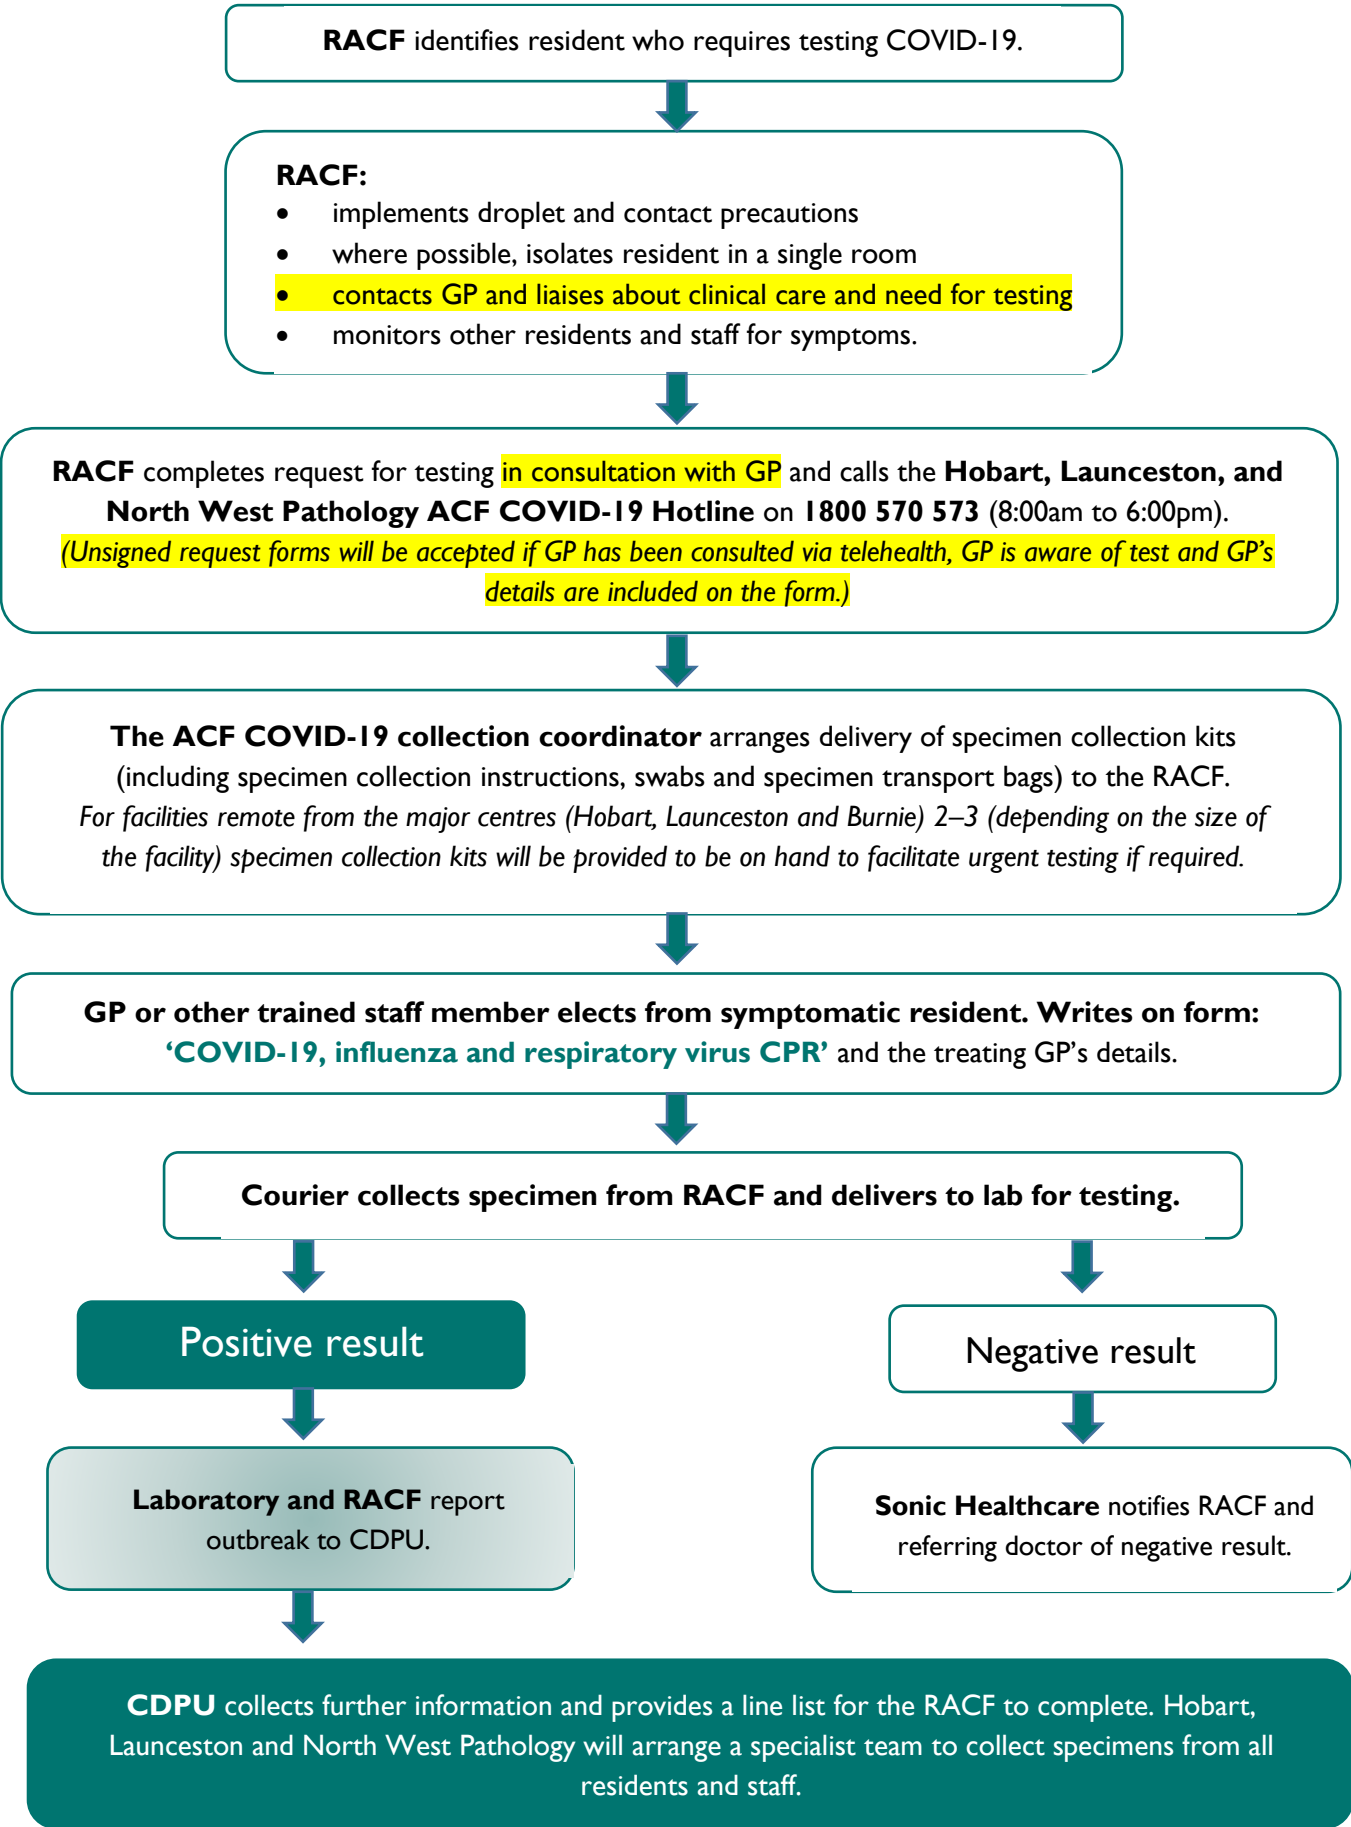 RACF identifies resident who requires testing COVID-19.
RACF:
• implements droplet and contact precautions
• where possible, isolates resident in a single room
• contacts GP and liaises about clinical care and need for testing
• monitors other residents and staff for symptoms.
RACF completes request for testing in consultation with GP and calls the Hobart, Launceston, and
North West Pathology ACF COVID-19 Hotline on 1800 570 573 (8:00am to 6:00pm).
(Unsigned request forms will be accepted if GP has been consulted via telehealth, GP is aware of test and GP’s
details are included on the form.)
The ACF COVID-19 collection coordinator arranges delivery of specimen collection kits
(including specimen collection instructions, swabs and specimen transport bags) to the RACF.
For facilities remote from the major centres (Hobart, Launceston and Burnie) 2–3 (depending on the size of
the facility) specimen collection kits will be provided to be on hand to facilitate urgent testing if required.
GP or other trained staff member elects from symptomatic resident. Writes on form:
‘COVID-19, influenza and respiratory virus CPR’ and the treating GP’s details.
Courier collects specimen from RACF and delivers to lab for testing.
Positive result
Negative result
Laboratory and RACF report
outbreak to CDPU.
Sonic Healthcare notifies RACF and
referring doctor of negative result.
CDPU collects further information and provides a line list for the RACF to complete. Hobart,
Launceston and North West Pathology will arrange a specialist team to collect specimens from all
residents and staff.